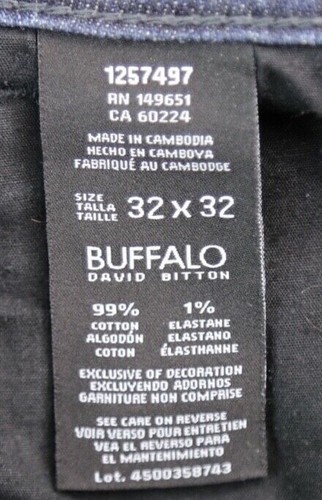 1257497
RN 149651
CA 60224
MADE IN CAMBODIA
HECHO EN CAMBOYA
FABRIQUÉ AU CAMBODGE
SIZE
TALLA
TAILLE
32 X 32
BUFFALO
DAVID BITTON
99% 1%
COTTON ELASTANE
ALGODÓN ELASTANO
COTON ÉLASTHANNE
EXCLUSIVE OF DECORATION
EXCLUYENDO ADORNOS
GARNITURE NON COMPRISE
SEE CARE ON REVERSE
VOIR VERSO POUR ENTRETIEN
VEA EL REVERSO PARA
EL MANTENIMIENTO
Lot. 4500358743